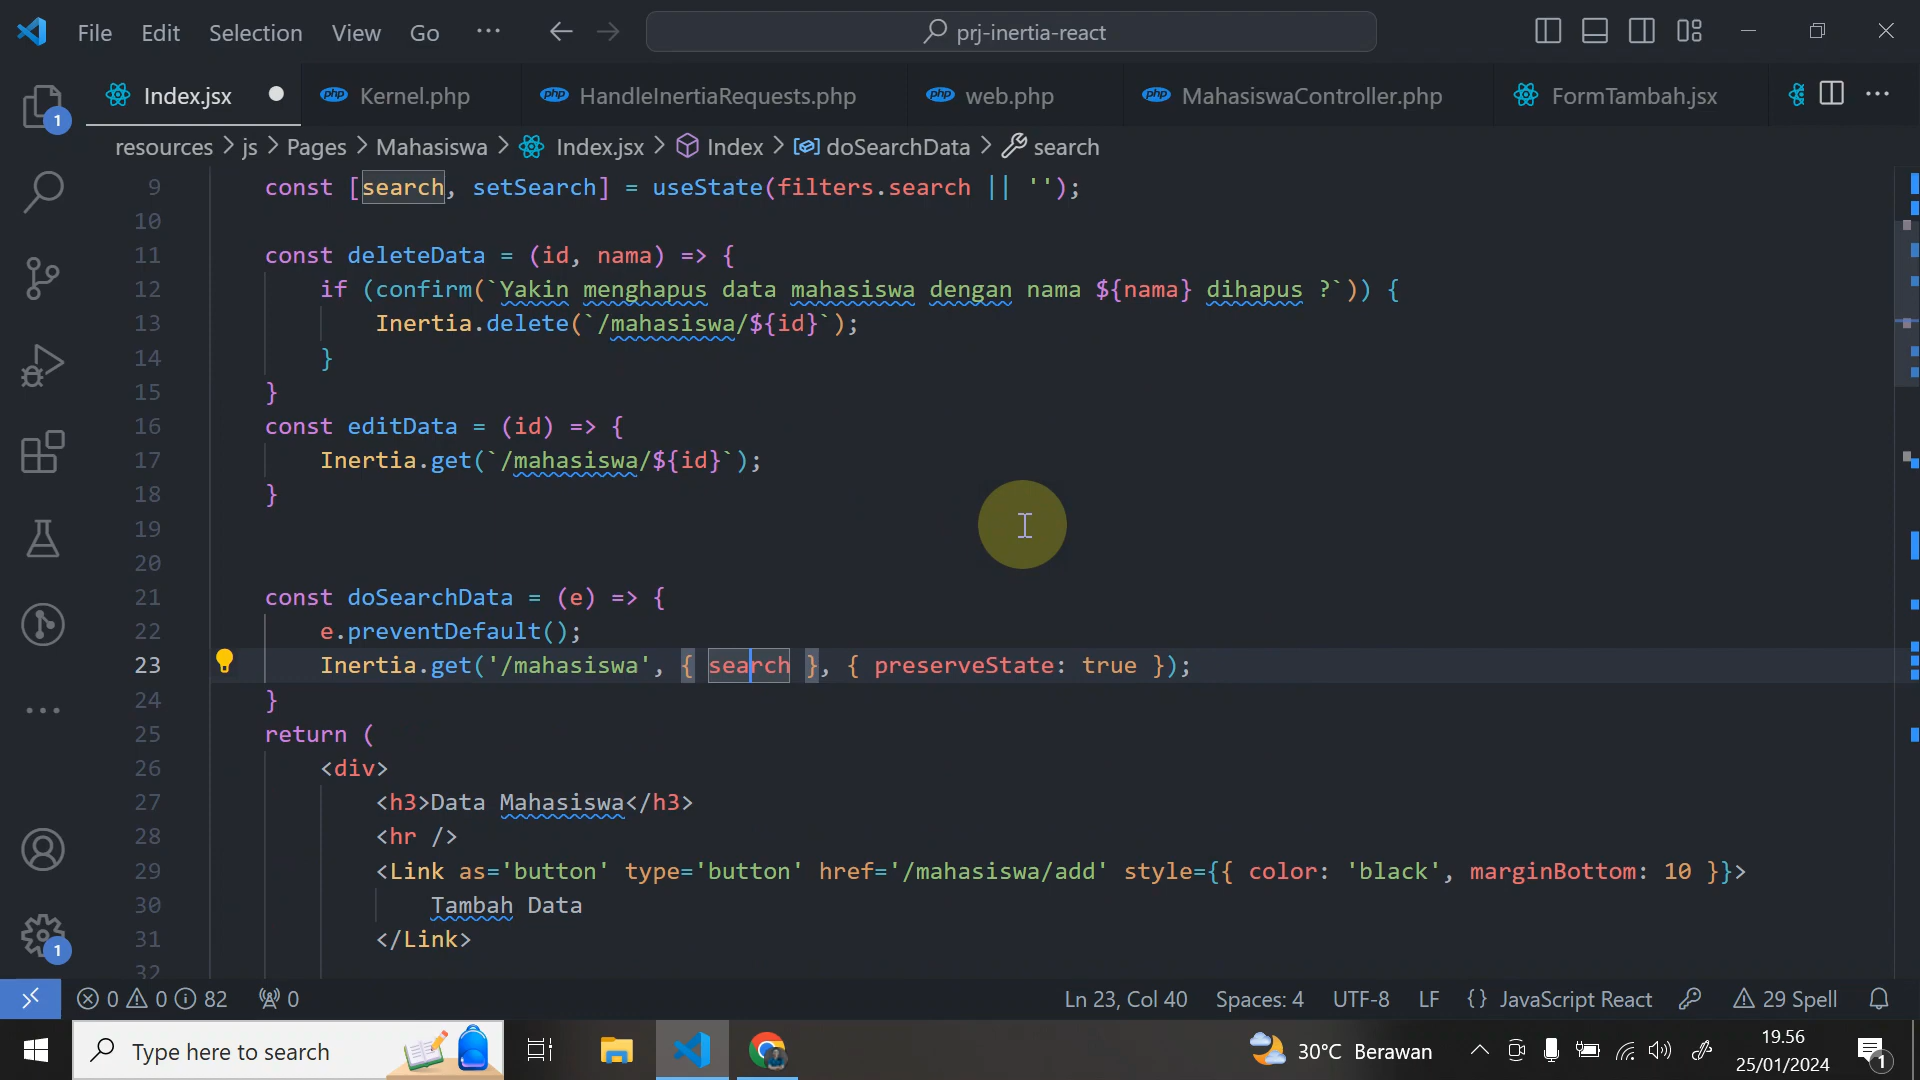 File Edit Selection View Go ··· prj-inertia-react
Index.jsx Kernel.php HandleInertiaRequests.php web.php MahasiswaController.php FormTambah.jsx ···
resources > js > Pages > Mahasiswa > Index.jsx > Index > doSearchData > search
9 const [search, setSearch] = useState(filters.search || '');
10
11 const deleteData = (id, nama) => {
12 if (confirm(`Yakin menghapus data mahasiswa dengan nama ${nama} dihapus ?`)) {
13 Inertia.delete(`/mahasiswa/${id}`);
14 }
15 }
16 const editData = (id) => {
17 Inertia.get(`/mahasiswa/${id}`);
18 }
19
20
21 const doSearchData = (e) => {
22 e.preventDefault();
23 Inertia.get('/mahasiswa', { search }, { preserveState: true });
24 }
25 return (
26 <div>
27 <h3>Data Mahasiswa</h3>
28 <hr />
29 <Link as='button' type='button' href='/mahasiswa/add' style={{ color: 'black', marginBottom: 10 }}>
30 Tambah Data
31 </Link>
32
1
1
0 0 82 0 Ln 23, Col 40 Spaces: 4 UTF-8 LF {} JavaScript React 29 Spell
Type here to search 30°C Berawan 19.56
25/01/2024 1